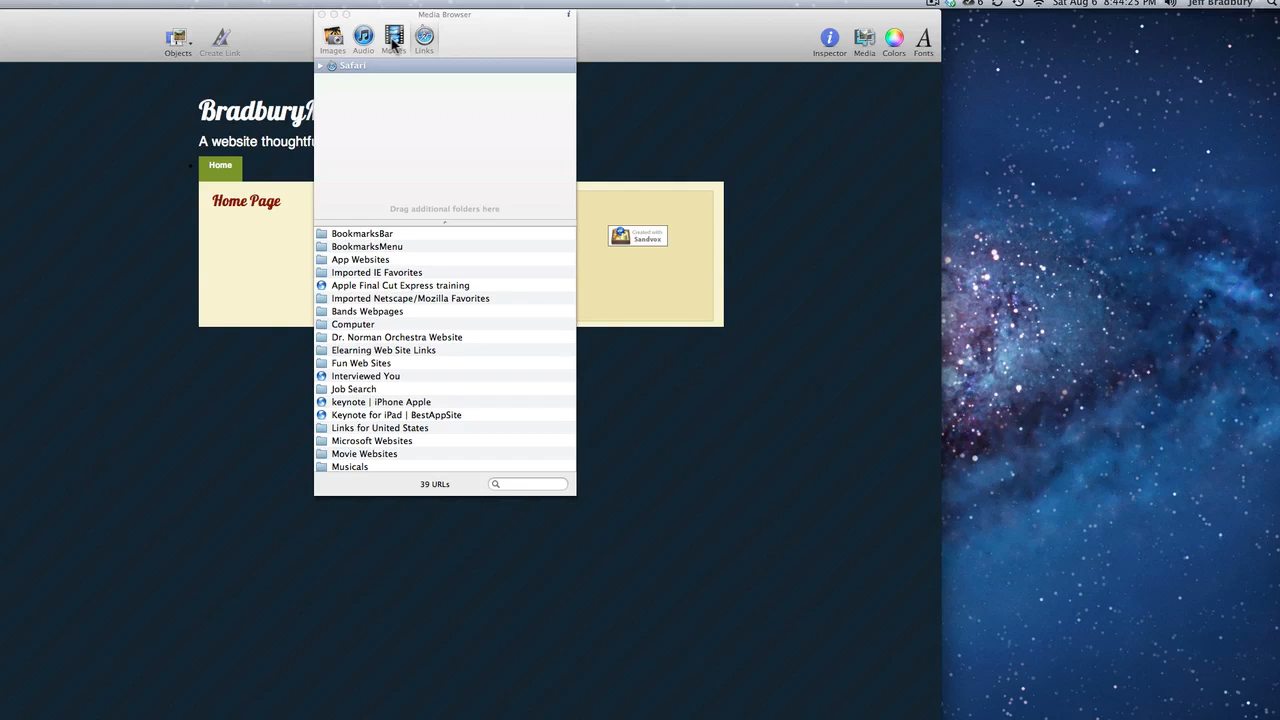 6 Sat Aug 6 8:44:25 PM Jeff Bradbury
Media Browser
Images Audio Movies Links
Objects Create Link
Inspector Media Colors Fonts
Safari
A website
Home
Home Page
Drag additional folders here
Created with
Sandvox
BookmarksBar
BookmarksMenu
App Websites
Imported IE Favorites
Apple Final Cut Express training
Imported Netscape/Mozilla Favorites
Bands Webpages
Computer
Dr. Norman Orchestra Website
Elearning Web Site Links
Fun Web Sites
Interviewed You
Job Search
keynote | iPhone Apple
Keynote for iPad | BestAppSite
Links for United States
Microsoft Websites
Movie Websites
Musicals
39 URLs